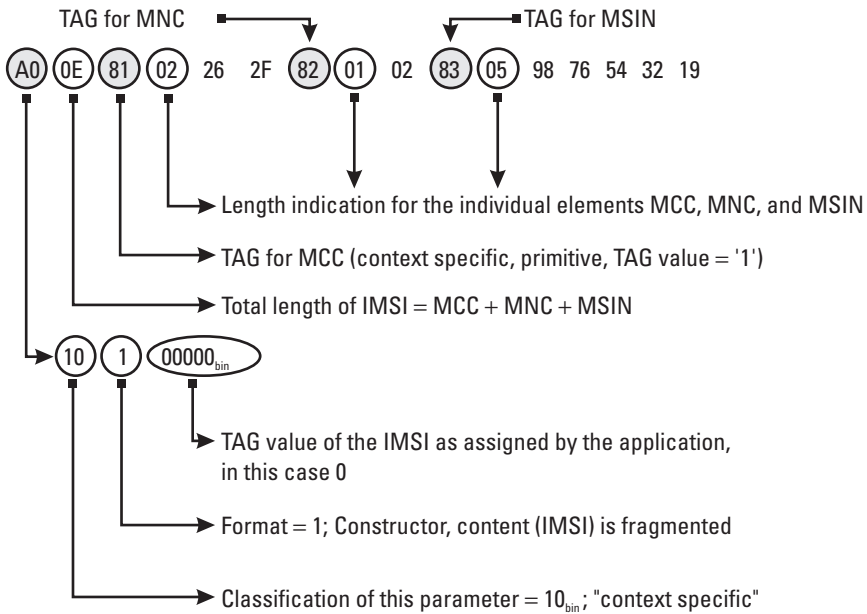 TAG for MNC TAG for MSIN
A0 0E 81 02 26 2F 82 01 02 83 05 98 76 54 32 19
Length indication for the individual elements MCC, MNC, and MSIN
TAG for MCC (context specific, primitive, TAG value = '1')
Total length of IMSI = MCC + MNC + MSIN
10 1 00000bin
TAG value of the IMSI as assigned by the application,
in this case 0
Format = 1; Constructor, content (IMSI) is fragmented
Classification of this parameter = 10bin; "context specific"